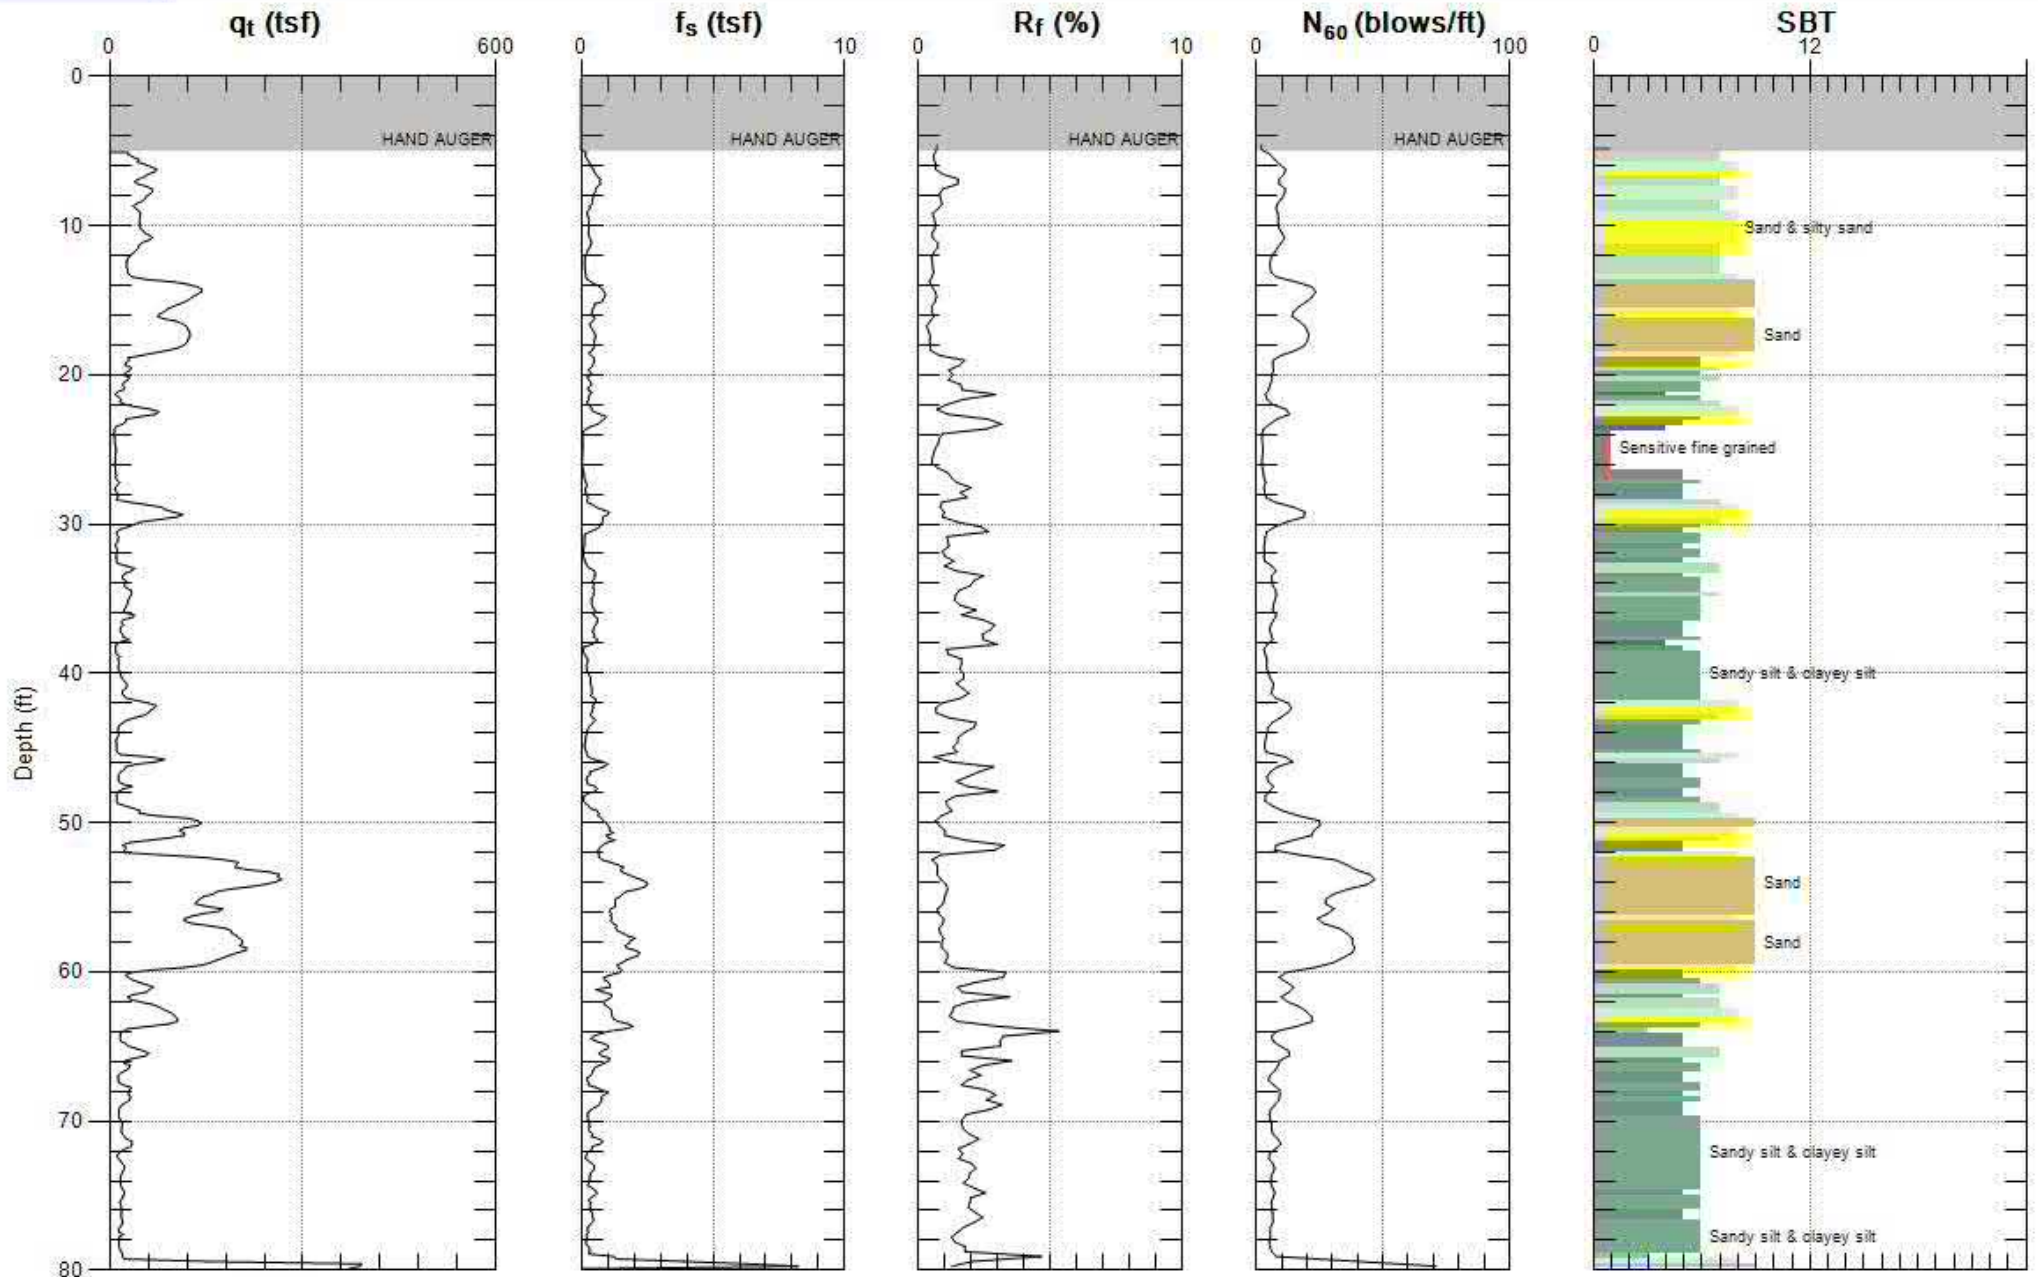 qt (tsf) fs (tsf) Rf (%) N60 (blows/ft) SBT
0 600 0 10 0 10 0 100 0 12
0
HAND AUGER HAND AUGER HAND AUGER HAND AUGER
10
Sand & silty sand
Sand
20
Sensitive fine grained
30
40
Sandy silt & clayey silt
Depth (ft)
50
Sand
Sand
60
70
Sandy silt & clayey silt
Sandy silt & clayey silt
80